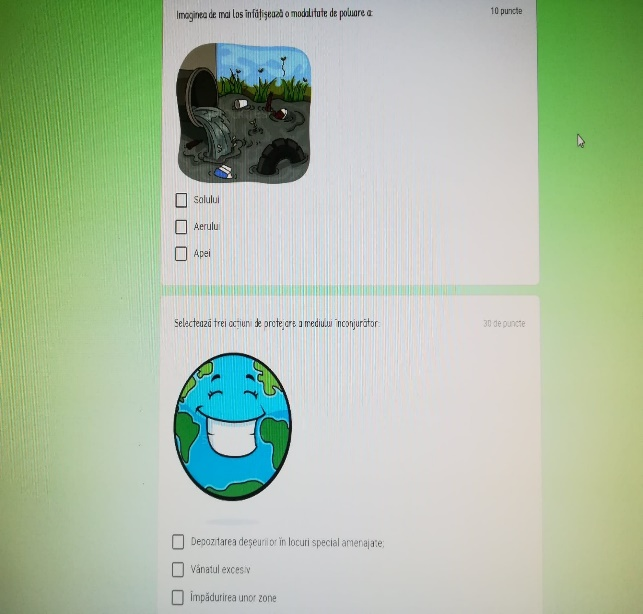 Imaginea de mai jos înfățișează o modalitate de poluare a:
10 puncte
Solului
Aerului
Apei
Selectează trei acțiuni de protejare a mediului înconjurător:
30 de puncte
Depozitarea deșeurilor în locuri special amenajate;
Vânatul excesiv
Împădurirea unor zone